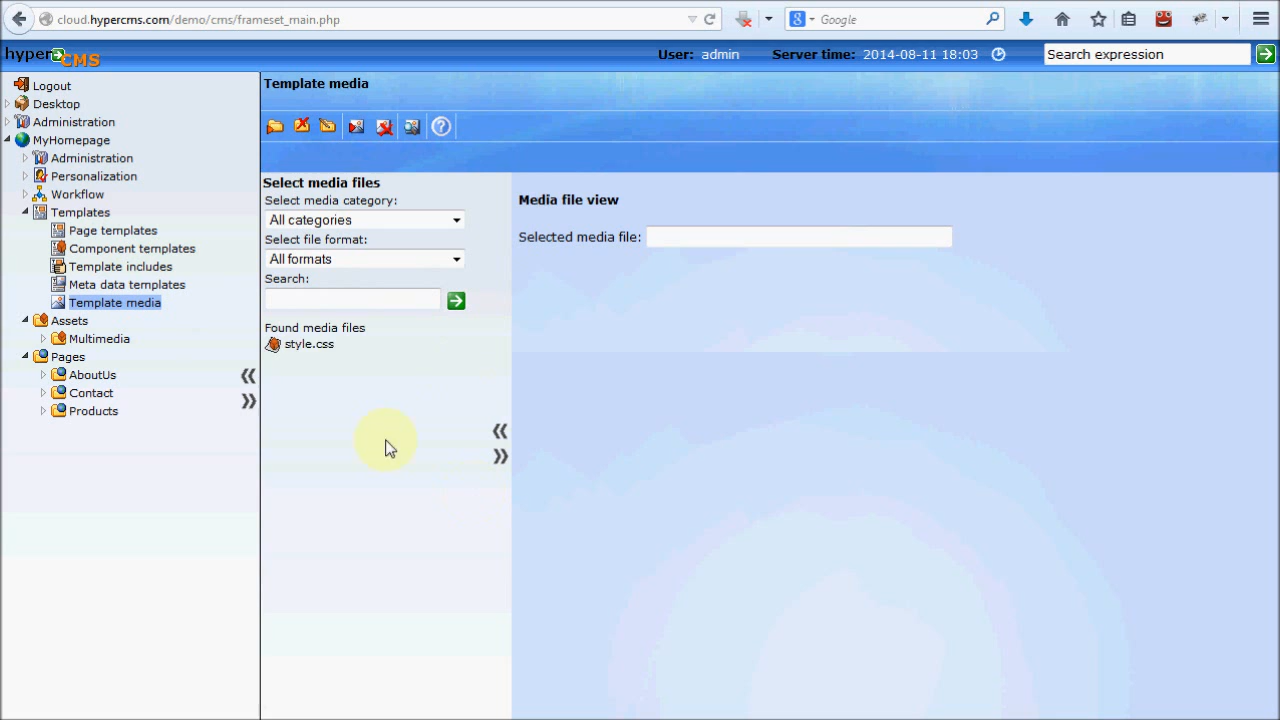 cloud.hypercms.com/demo/cms/frameset_main.php
Google
hyper CMS
User: admin
Server time: 2014-08-11 18:03
Search expression
Logout
Desktop
Administration
MyHomepage
Administration
Personalization
Workflow
Templates
Page templates
Component templates
Template includes
Meta data templates
Template media
Assets
Multimedia
Pages
AboutUs
Contact
Products
Template media
Select media files
Select media category:
All categories
Select file format:
All formats
Search:
Found media files
style.css
Media file view
Selected media file: